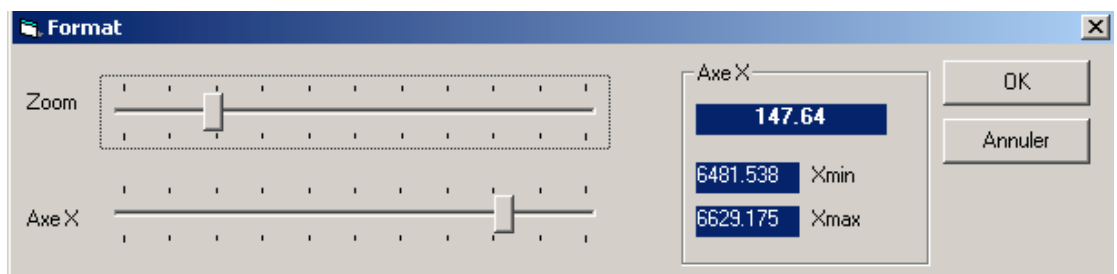 Format
Zoom
Axe X
Axe X
147.64
6481.538 Xmin
6629.175 Xmax
OK
Annuler